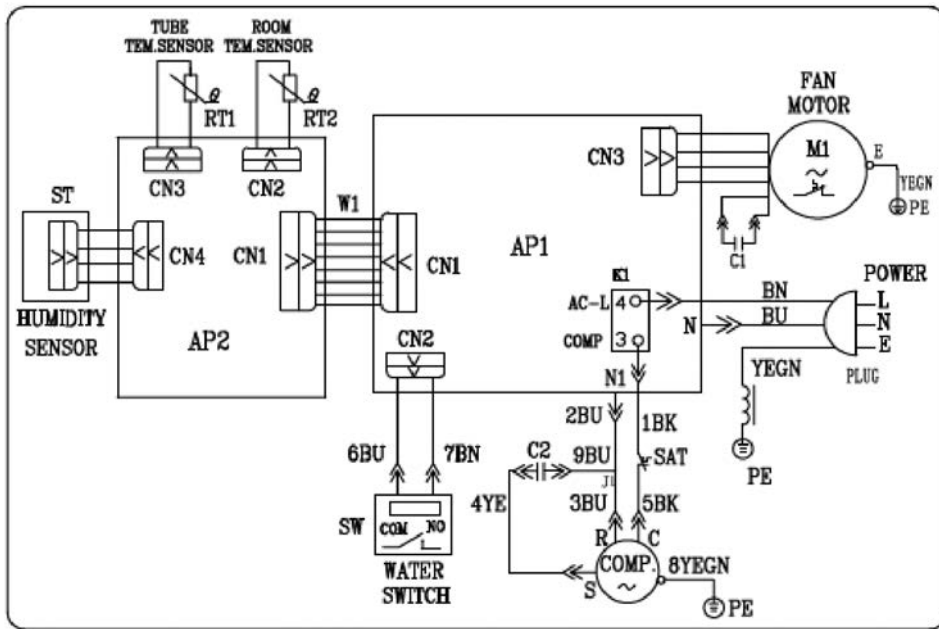 TUBE
TEM.SENSOR
ROOM
TEM.SENSOR
θ
RT1
θ
RT2
FAN
MOTOR
M1
E
YEGN
PE
C1
CN3
CN2
CN3
ST
CN4
CN1
W1
CN1
AP1
HUMIDITY
SENSOR
AP2
K1
AC-L 4
COMP 3
N
N1
CN2
BN
BU
POWER
L
N
E
PLUG
YEGN
PE
2BU
1BK
6BU
7BN
C2
9BU
SAT
J1
4YE
3BU
5BK
SW
COM
NO
WATER
SWITCH
R
C
COMP.
S
8YEGN
PE